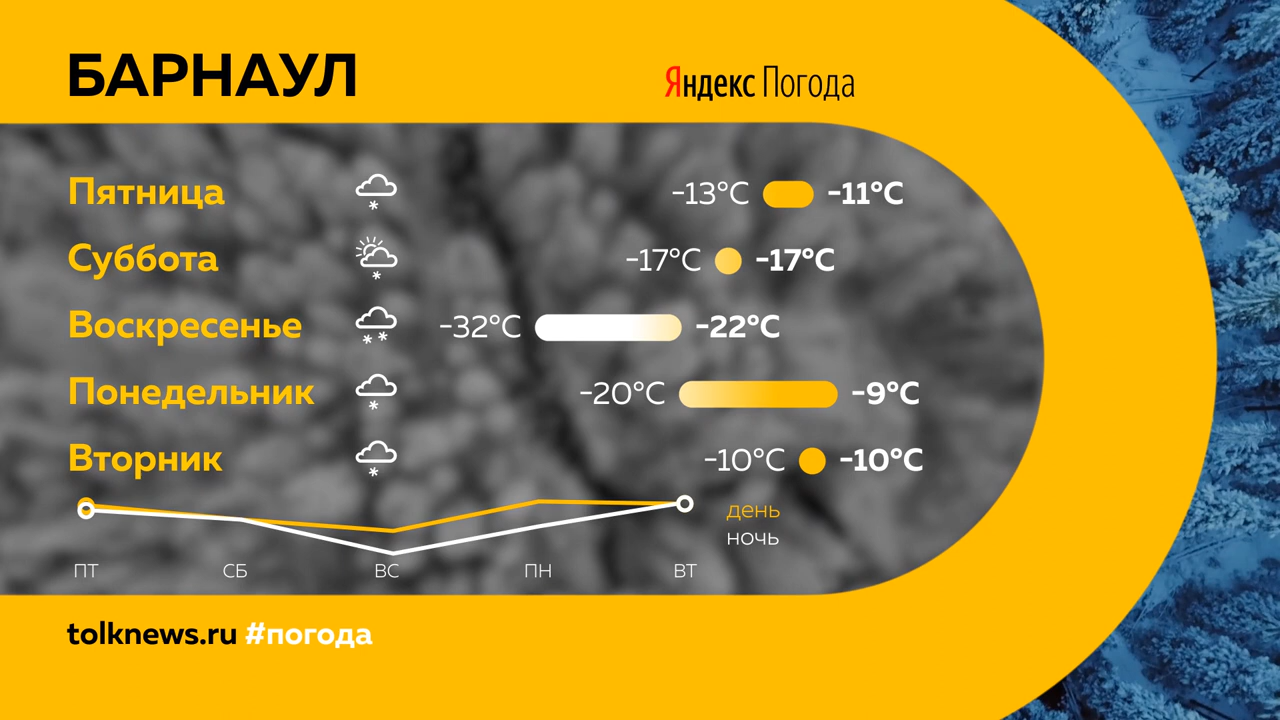 БАРНАУЛ
Яндекс Погода
Пятница -13°C -11°C
Суббота -17°C -17°C
Воскресенье -32°C -22°C
Понедельник -20°C -9°C
Вторник -10°C -10°C
день
ночь
ПТ СБ ВС ПН ВТ
tolknews.ru #погода